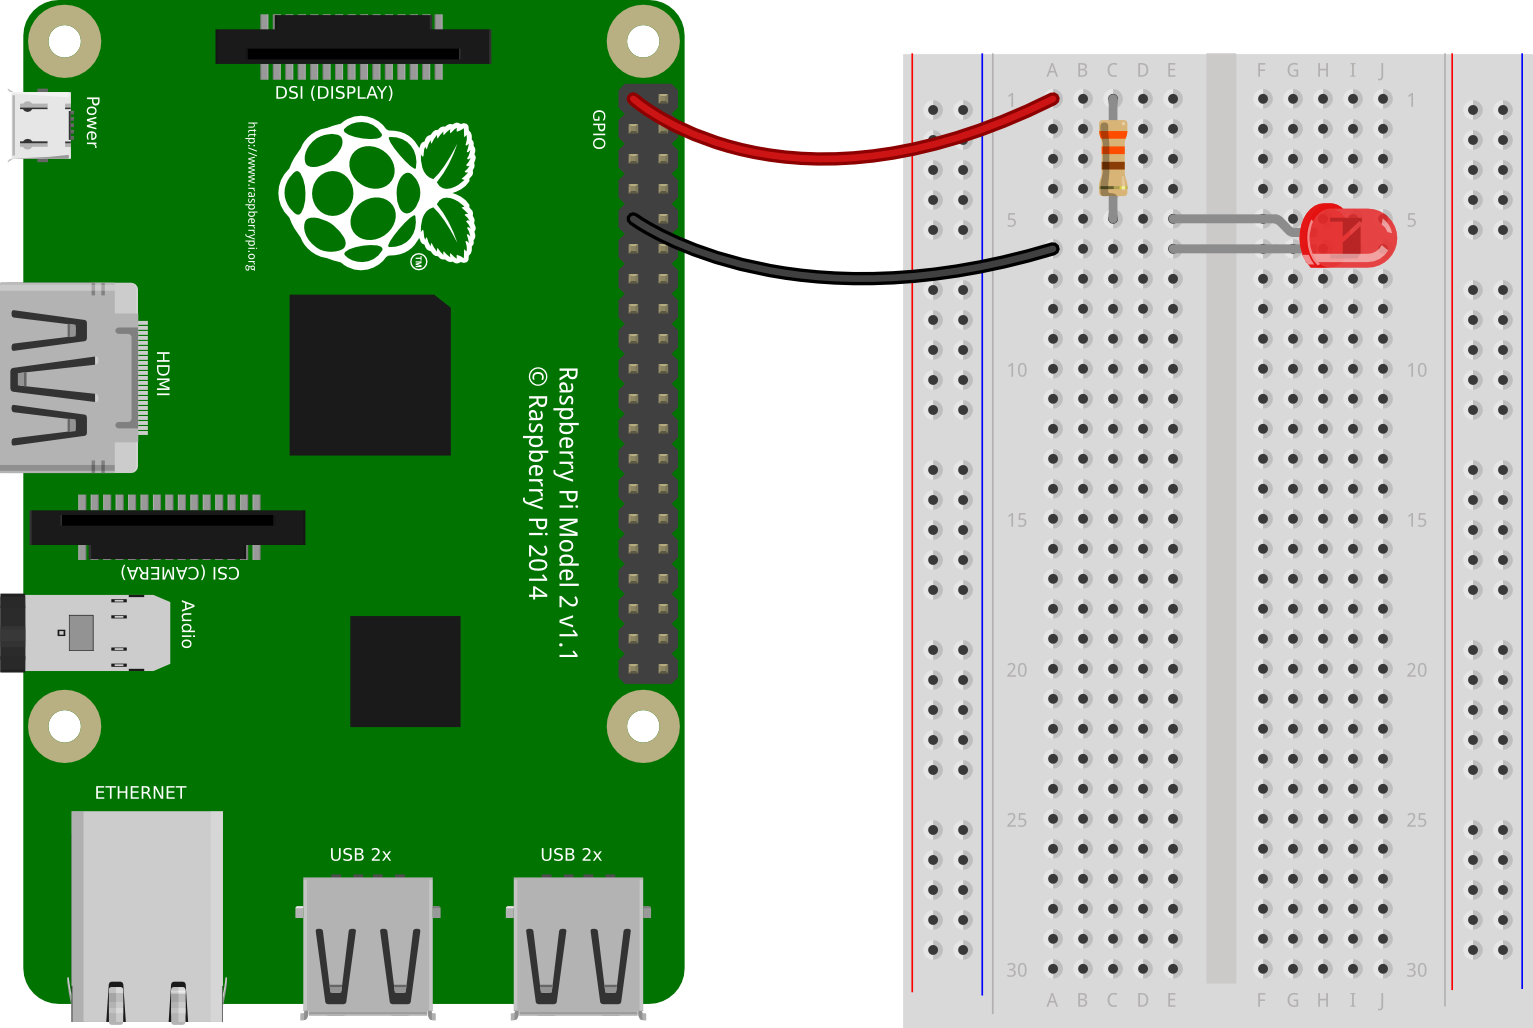 DSI (DISPLAY)
Power
http://www.raspberrypi.org
GPIO
TM
HDMI
Raspberry Pi Model 2 v1.1
© Raspberry Pi 2014
CSI (CAMERA)
Audio
ETHERNET
USB 2x
USB 2x
A B C D E F G H I J
1 1
5 5
10 10
15 15
20 20
25 25
30 30
A B C D E F G H I J